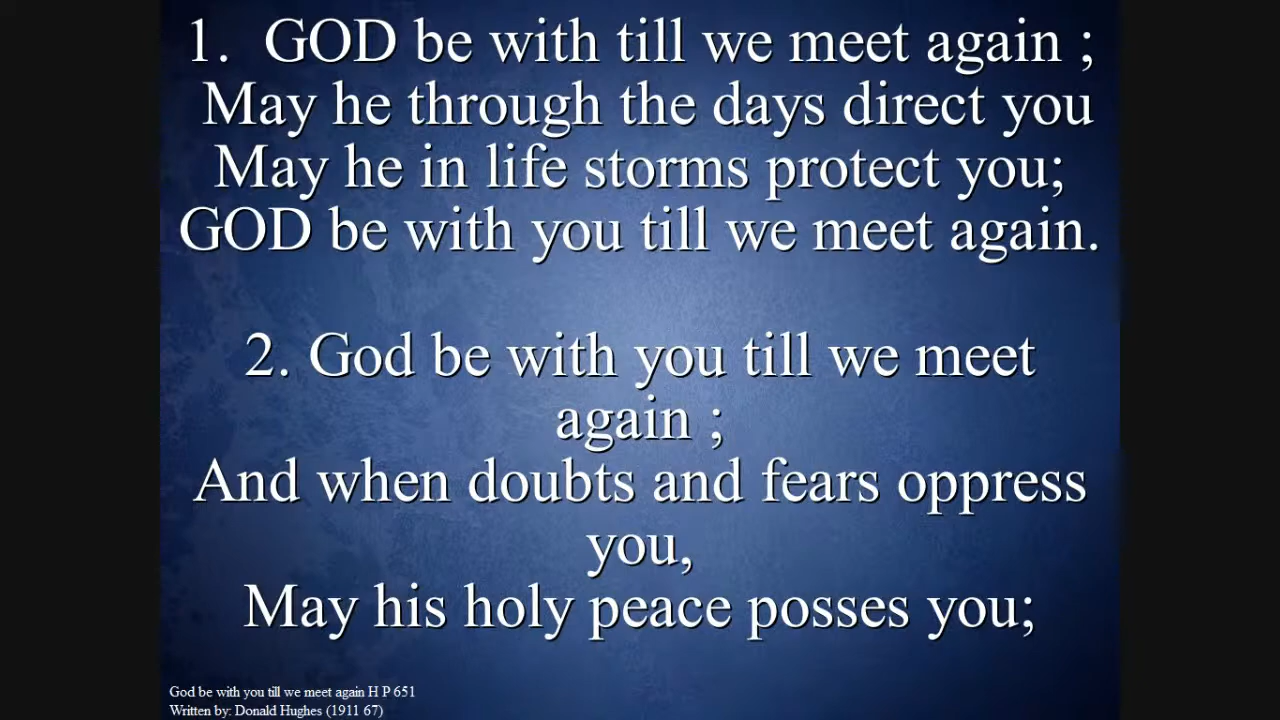 1. GOD be with till we meet again ;
May he through the days direct you
May he in life storms protect you;
GOD be with you till we meet again.
2. God be with you till we meet
again ;
And when doubts and fears oppress
you,
May his holy peace posses you;
God be with you till we meet again H P 651
Written by: Donald Hughes (1911 67)